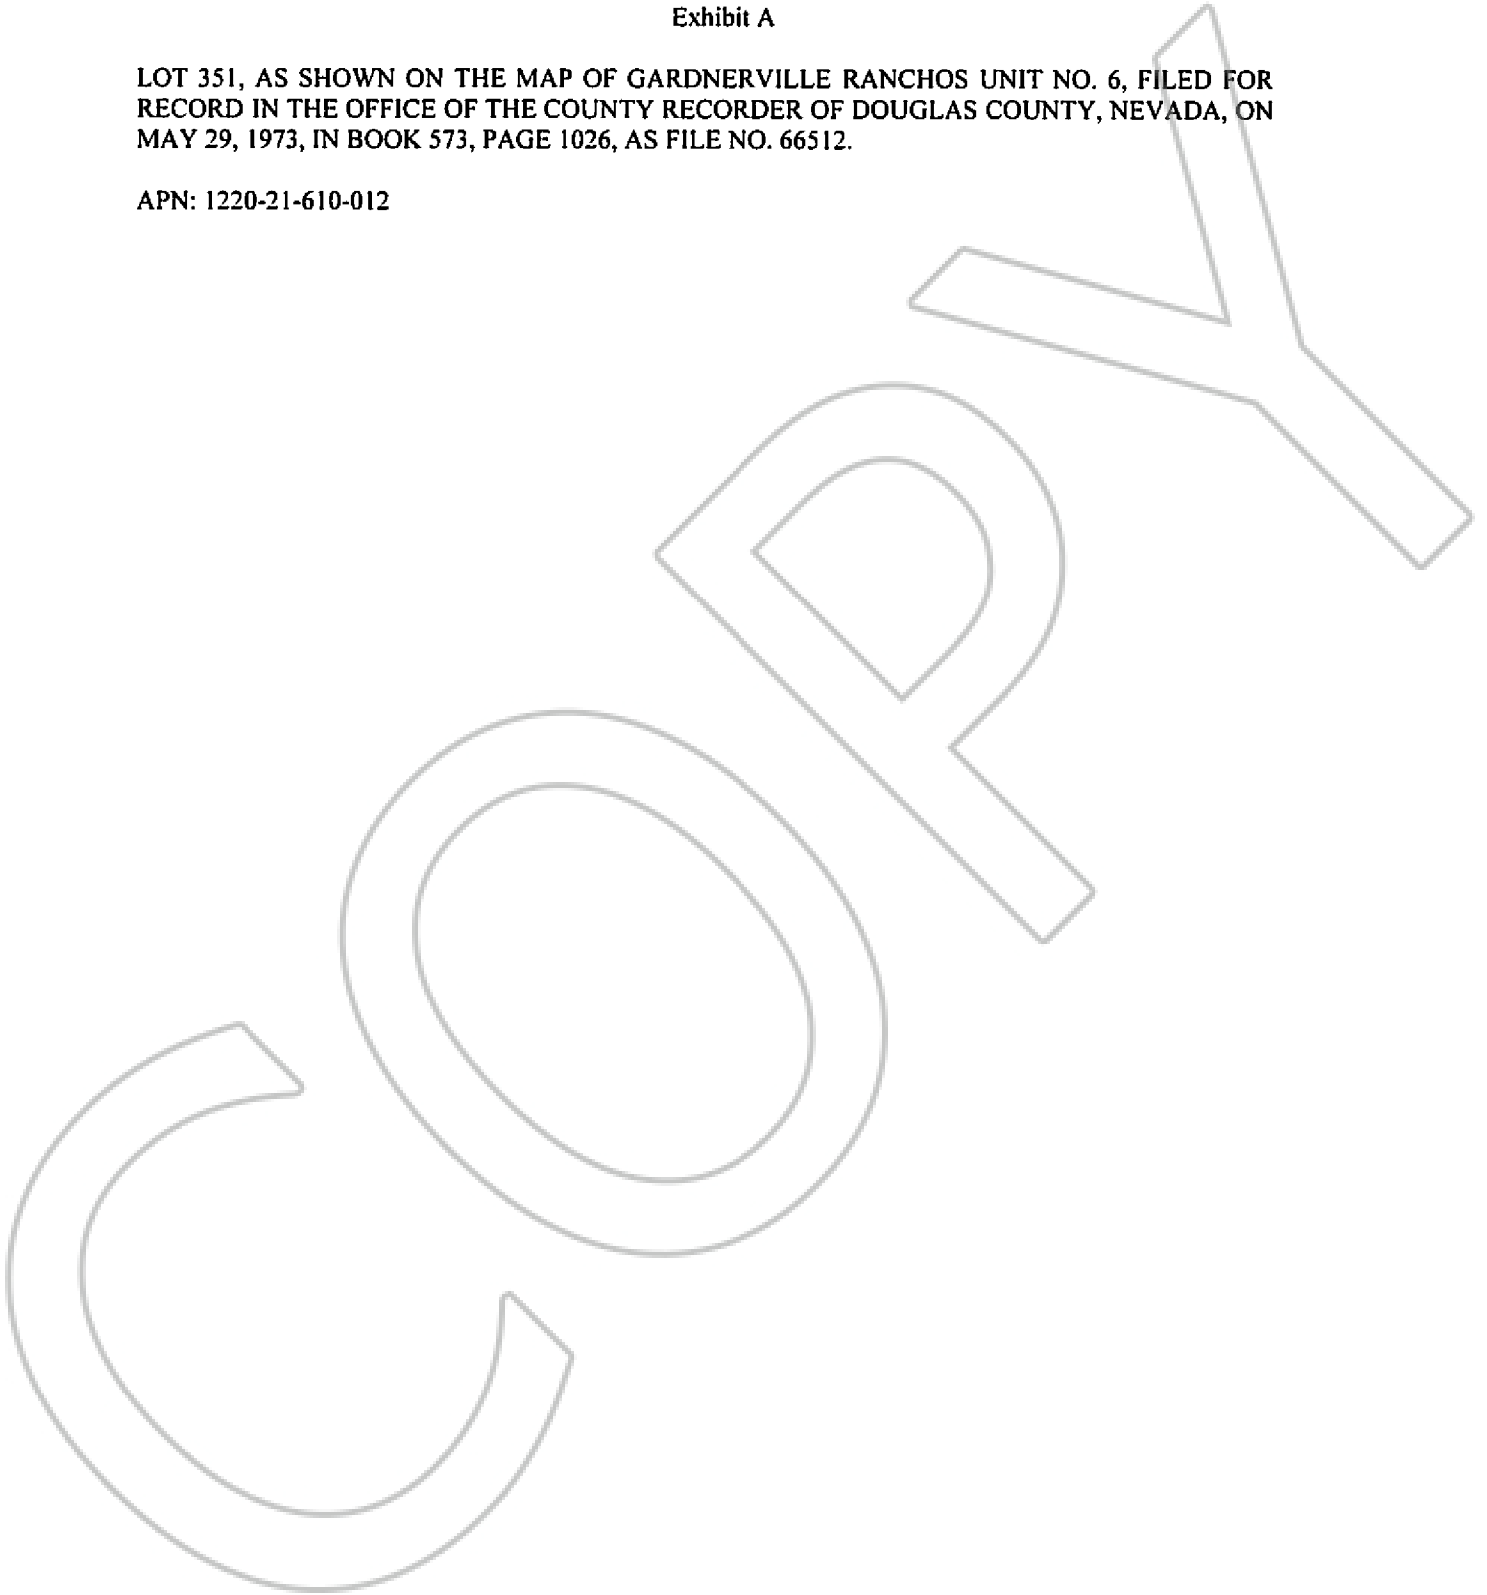 Exhibit A
LOT 351, AS SHOWN ON THE MAP OF GARDNERVILLE RANCHOS UNIT NO. 6, FILED FOR
RECORD IN THE OFFICE OF THE COUNTY RECORDER OF DOUGLAS COUNTY, NEVADA, ON
MAY 29, 1973, IN BOOK 573, PAGE 1026, AS FILE NO. 66512.
APN: 1220-21-610-012
COPY